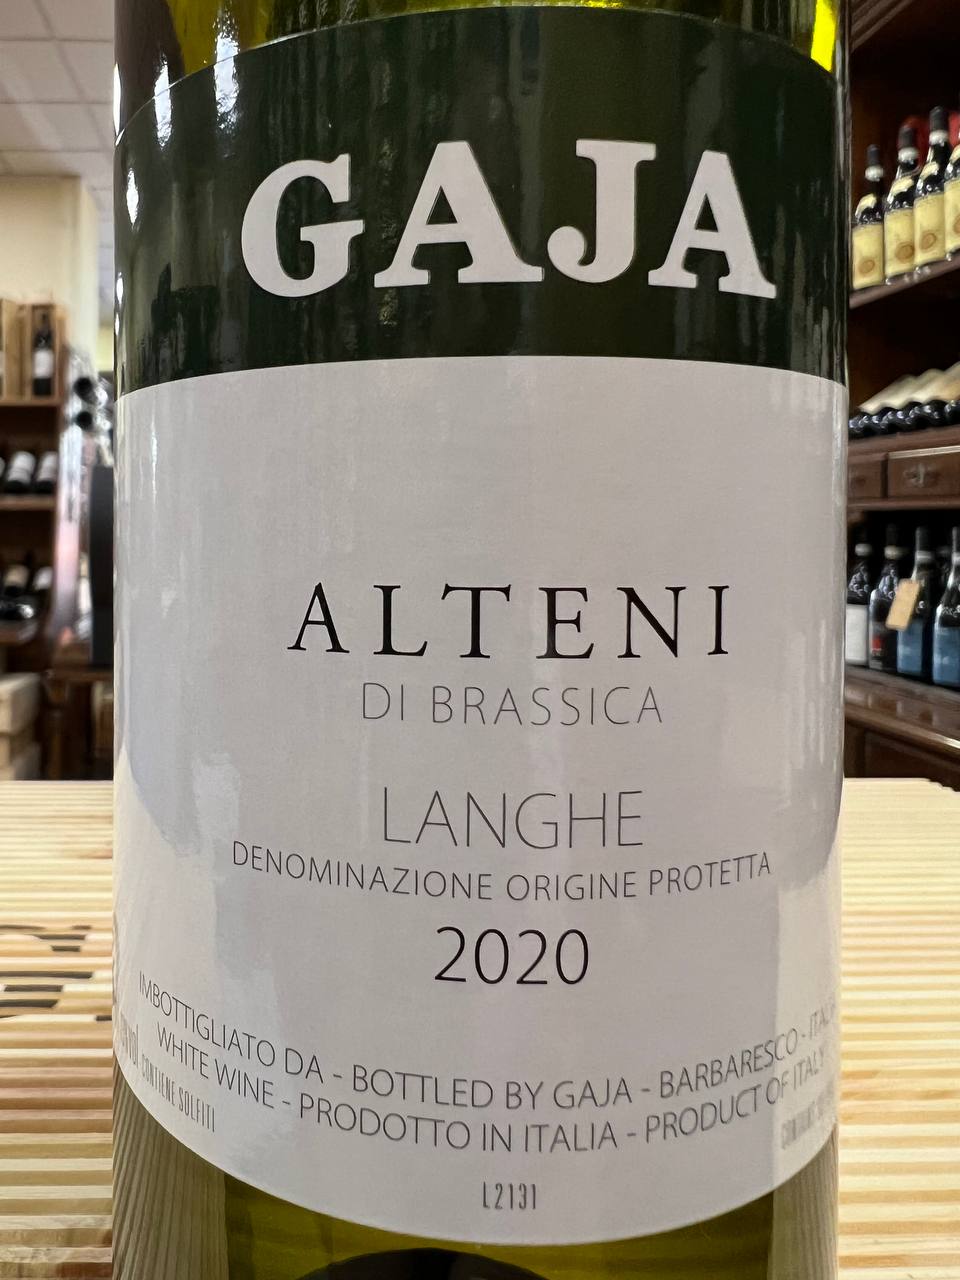 GAJA
ALTENI
DI BRASSICA
LANGHE
DENOMINAZIONE ORIGINE PROTETTA
2020
IMBOTTIGLIATO DA - BOTTLED BY GAJA - BARBARESCO - ITALIA
WHITE WINE - PRODOTTO IN ITALIA - PRODUCT OF ITALY
CONTIENE SOLFITI
L2131